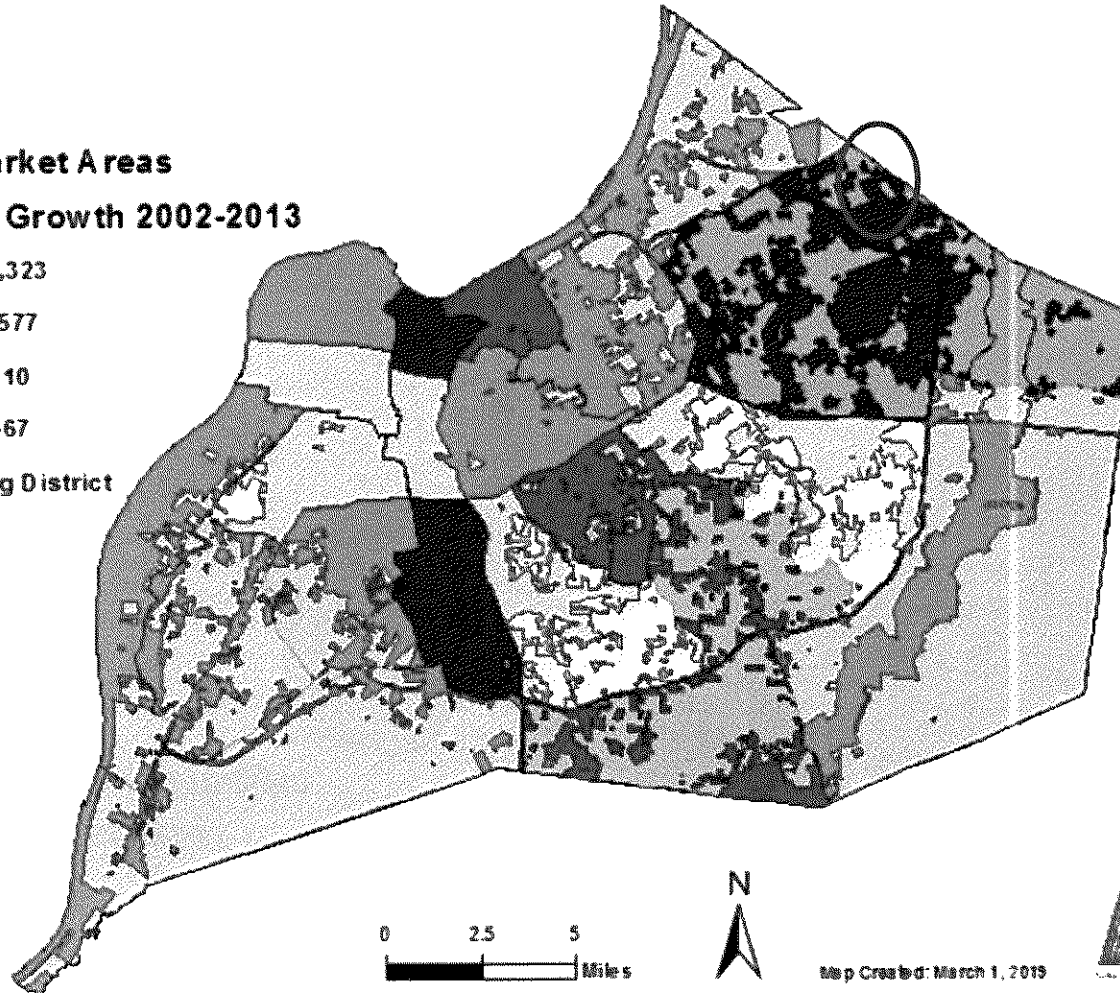 arket Areas
Growth 2002-2013
,323
577
10
67
g District
N
0 2.5 5
Miles
Map Created: March 1, 2019